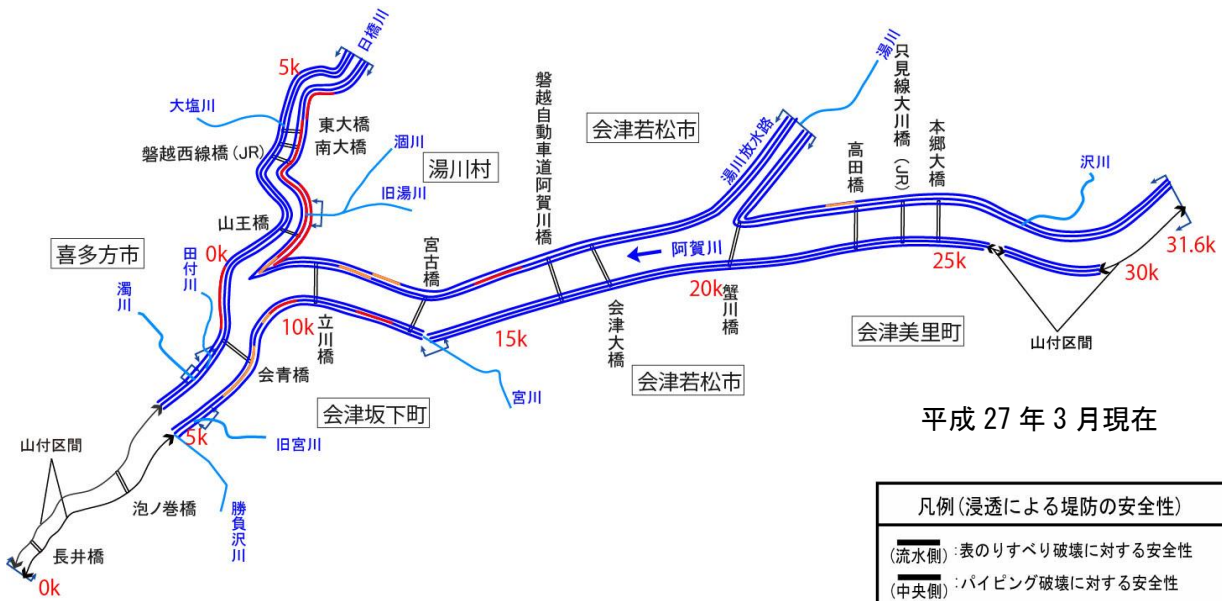 日橋川
5k
大塩川
東大橋
南大橋
磐越西線橋(JR)
涸川
湯川村
旧湯川
山王橋
喜多方市
0k
田付川
濁川
宮古橋
磐越自動車道阿賀川橋
会津若松市
湯川放水路
湯川
高田橋
只見線大川橋(JR)
本郷大橋
沢川
31.6k
30k
25k
阿賀川
20k
蟹川橋
会津大橋
15k
10k
立川橋
会青橋
会津美里町
山付区間
会津若松市
宮川
会津坂下町
5k
旧宮川
山付区間
泡ノ巻橋
勝負沢川
長井橋
0k
平成 27 年 3 月現在
凡例(浸透による堤防の安全性)
(流水側):表のりすべり破壊に対する安全性
(中央側):パイピング破壊に対する安全性